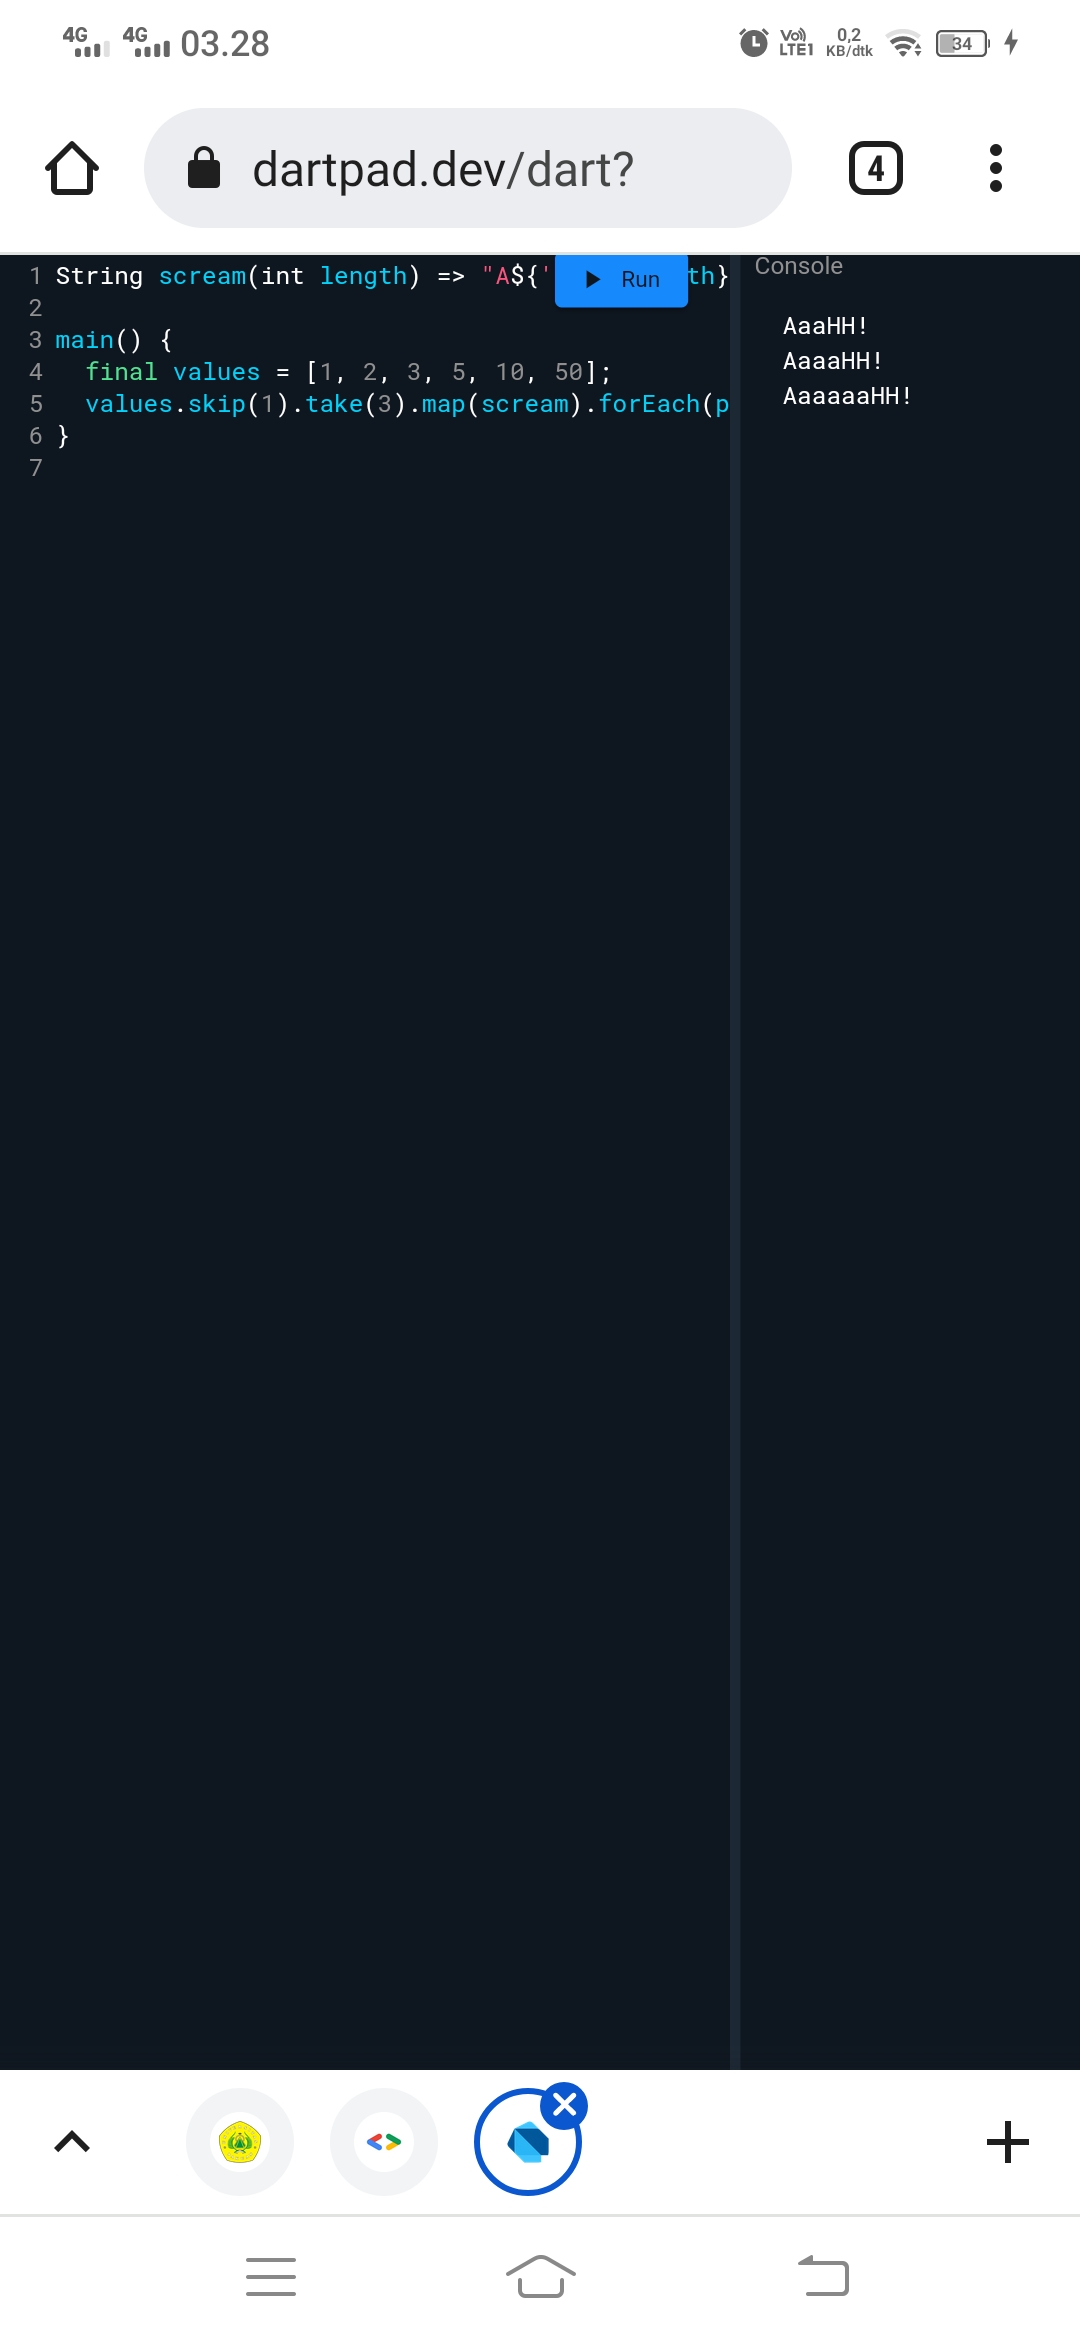 4G 4G 03.28 Vo)) LTE1 0,2 KB/dtk 34
dartpad.dev/dart? 4
1 String scream(int length) => "A${' Run th}
2
3 main() {
4   final values = [1, 2, 3, 5, 10, 50];
5   values.skip(1).take(3).map(scream).forEach(p
6 }
7
Console
AaaHH!
AaaaHH!
AaaaaaHH!